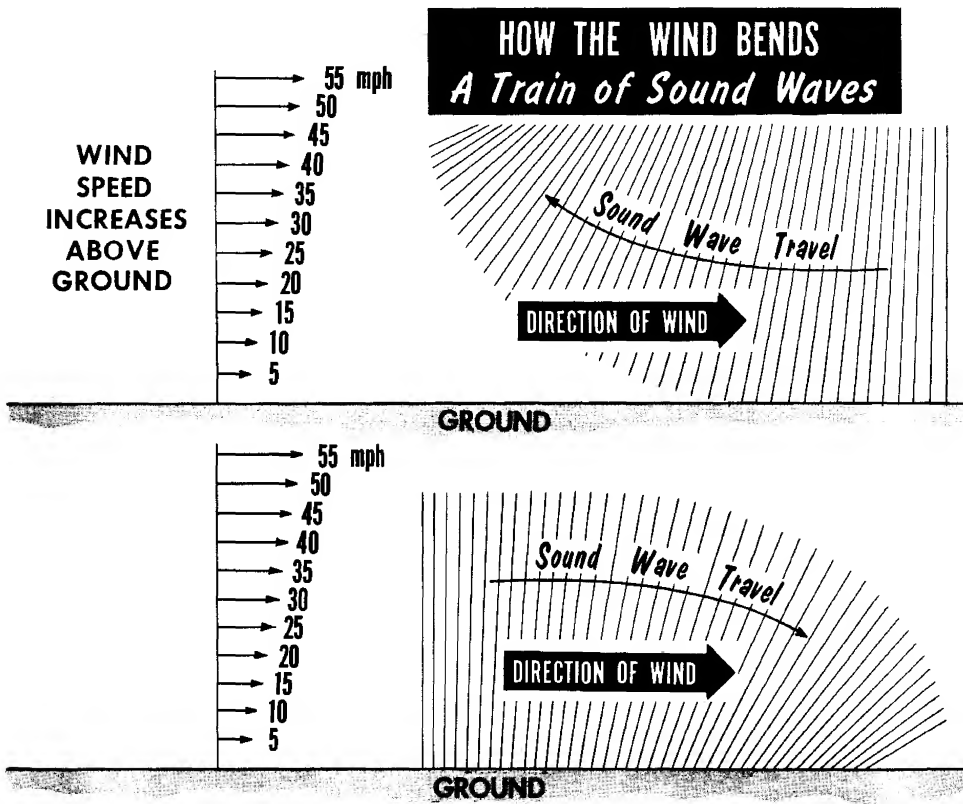 HOW THE WIND BENDS
A Train of Sound Waves
55 mph
50
45
40
35
30
25
20
15
10
5
WIND
SPEED
INCREASES
ABOVE
GROUND
Sound Wave Travel
DIRECTION OF WIND
GROUND
55 mph
50
45
40
35
30
25
20
15
10
5
Sound Wave Travel
DIRECTION OF WIND
GROUND